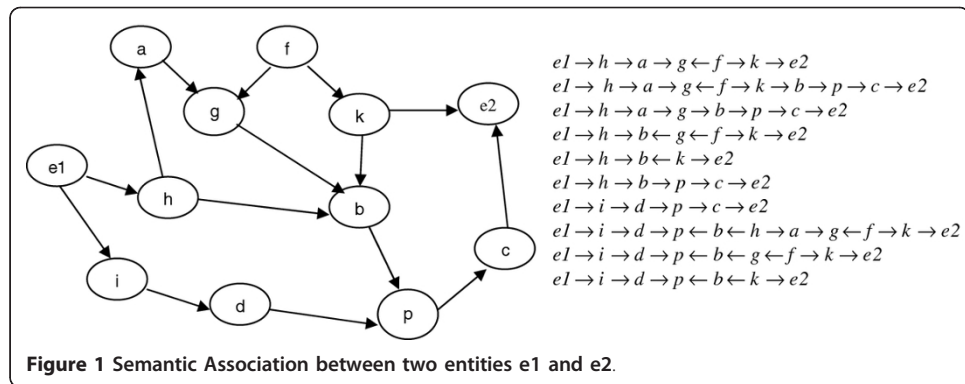 a
f
g
k
e2
e1
h
b
c
i
d
p
e1 → h → a → g ← f → k → e2
e1 → h → a → g ← f → k → b → p → c → e2
e1 → h → a → g → b → p → c → e2
e1 → h → b ← g ← f → k → e2
e1 → h → b ← k → e2
e1 → h → b → p → c → e2
e1 → i → d → p → c → e2
e1 → i → d → p ← b ← h → a → g ← f → k → e2
e1 → i → d → p ← b ← g ← f → k → e2
e1 → i → d → p ← b ← k → e2
Figure 1 Semantic Association between two entities e1 and e2.